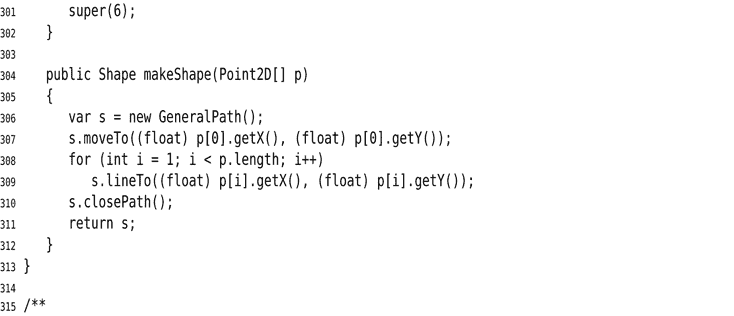 301       super(6);
302    }
303
304    public Shape makeShape(Point2D[] p)
305    {
306       var s = new GeneralPath();
307       s.moveTo((float) p[0].getX(), (float) p[0].getY());
308       for (int i = 1; i < p.length; i++)
309          s.lineTo((float) p[i].getX(), (float) p[i].getY());
310       s.closePath();
311       return s;
312    }
313 }
314
315 /**